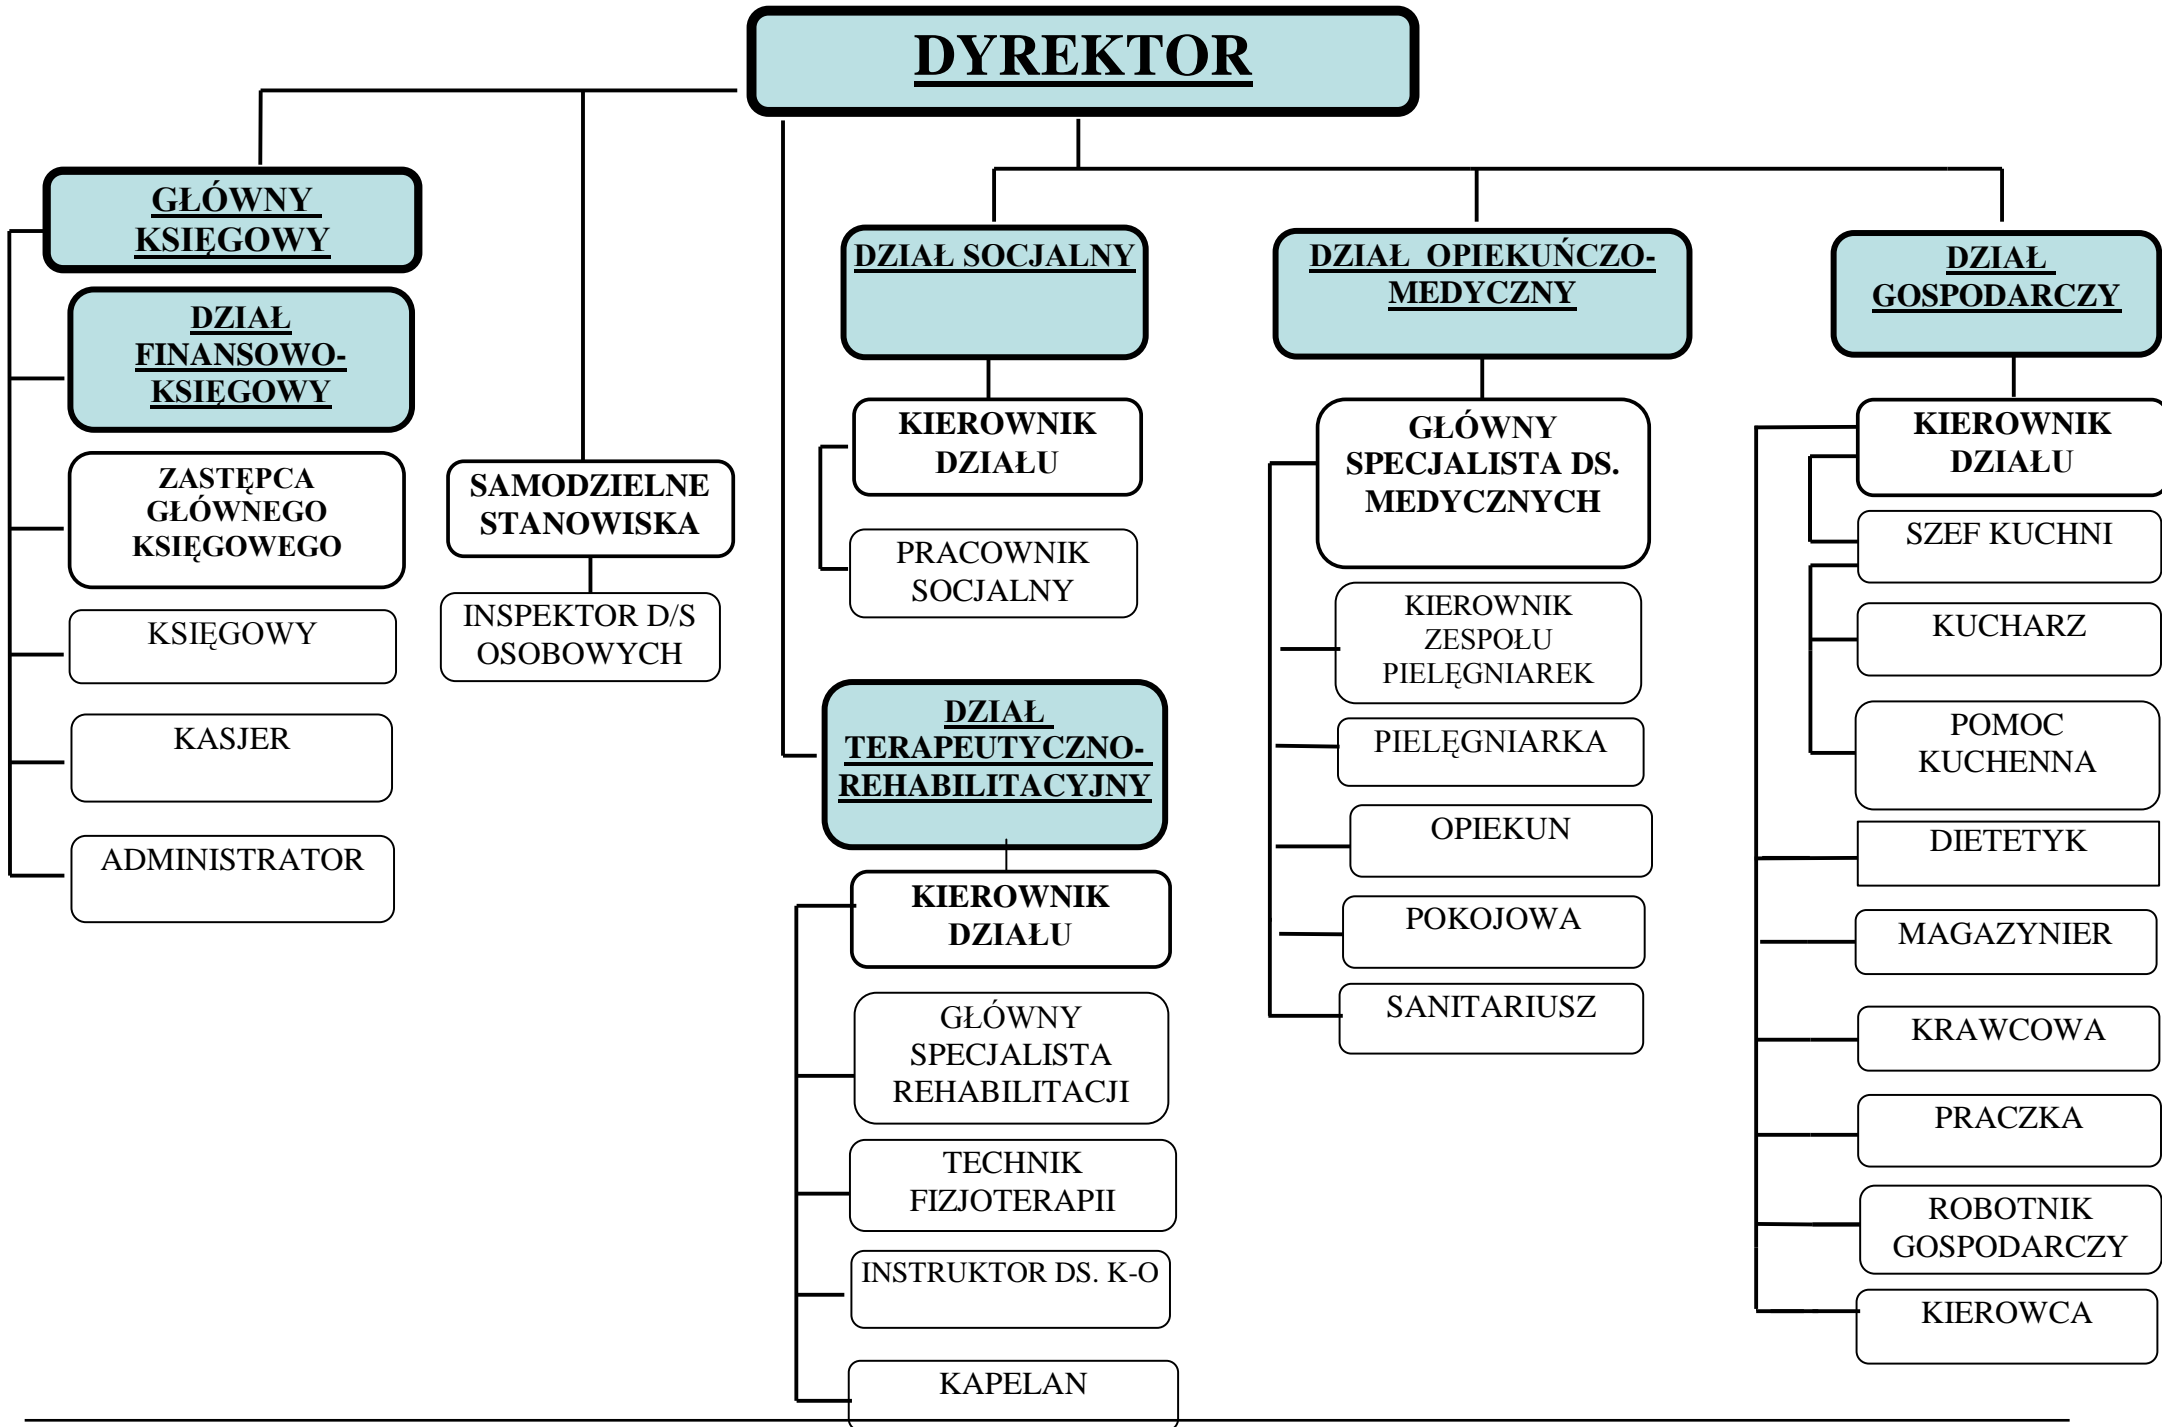 DYREKTOR
GŁÓWNY
KSIĘGOWY
DZIAŁ
FINANSOWO-
KSIĘGOWY
ZASTĘPCA
GŁÓWNEGO
KSIĘGOWEGO
KSIĘGOWY
KASJER
ADMINISTRATOR
SAMODZIELNE
STANOWISKA
INSPEKTOR D/S
OSOBOWYCH
DZIAŁ SOCJALNY
KIEROWNIK
DZIAŁU
PRACOWNIK
SOCJALNY
DZIAŁ
TERAPEUTYCZNO-
REHABILITACYJNY
KIEROWNIK
DZIAŁU
GŁÓWNY
SPECJALISTA
REHABILITACJI
TECHNIK
FIZJOTERAPII
INSTRUKTOR DS. K-O
KAPELAN
DZIAŁ OPIEKUŃCZO-
MEDYCZNY
GŁÓWNY
SPECJALISTA DS.
MEDYCZNYCH
KIEROWNIK
ZESPOŁU
PIELĘGNIAREK
PIELĘGNIARKA
OPIEKUN
POKOJOWA
SANITARIUSZ
DZIAŁ
GOSPODARCZY
KIEROWNIK
DZIAŁU
SZEF KUCHNI
KUCHARZ
POMOC
KUCHENNA
DIETETYK
MAGAZYNIER
KRAWCOWA
PRACZKA
ROBOTNIK
GOSPODARCZY
KIEROWCA